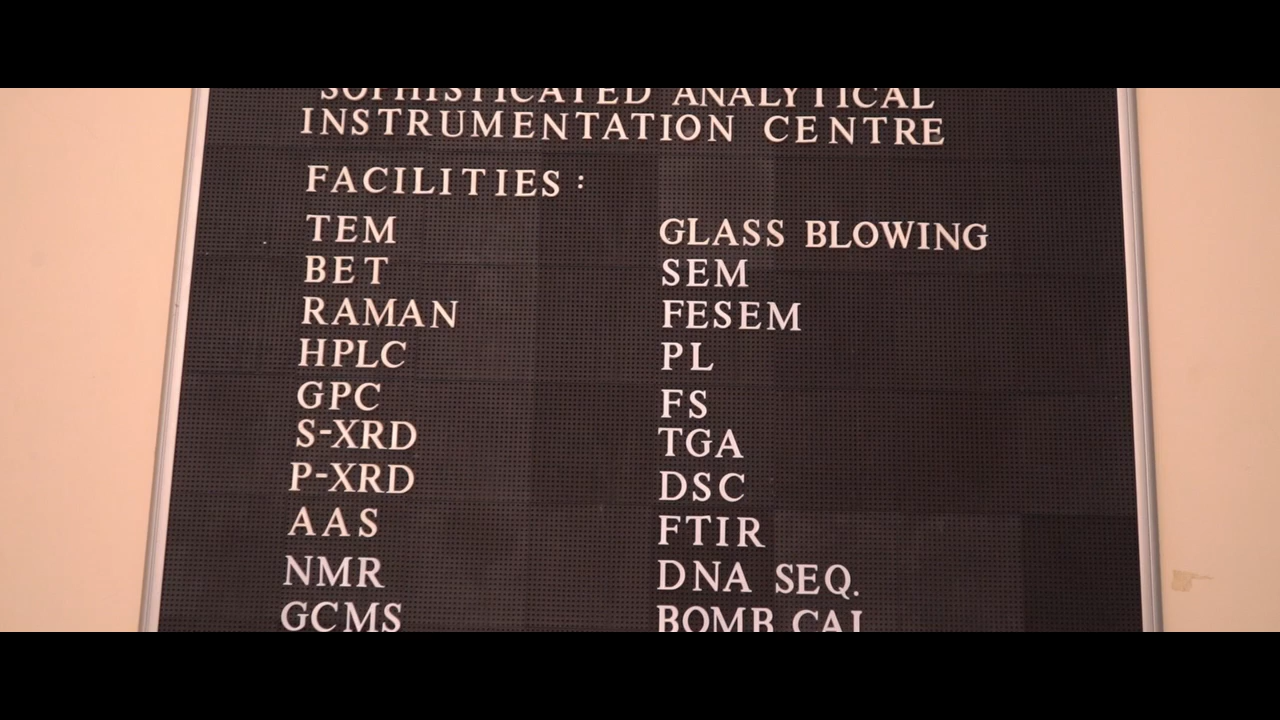 SOPHISTICATED ANALYTICAL
INSTRUMENTATION CENTRE
FACILITIES :
TEM
BET
RAMAN
HPLC
GPC
S-XRD
P-XRD
AAS
NMR
GCMS
GLASS BLOWING
SEM
FESEM
PL
FS
TGA
DSC
FTIR
DNA SEQ.
BOMB CAL